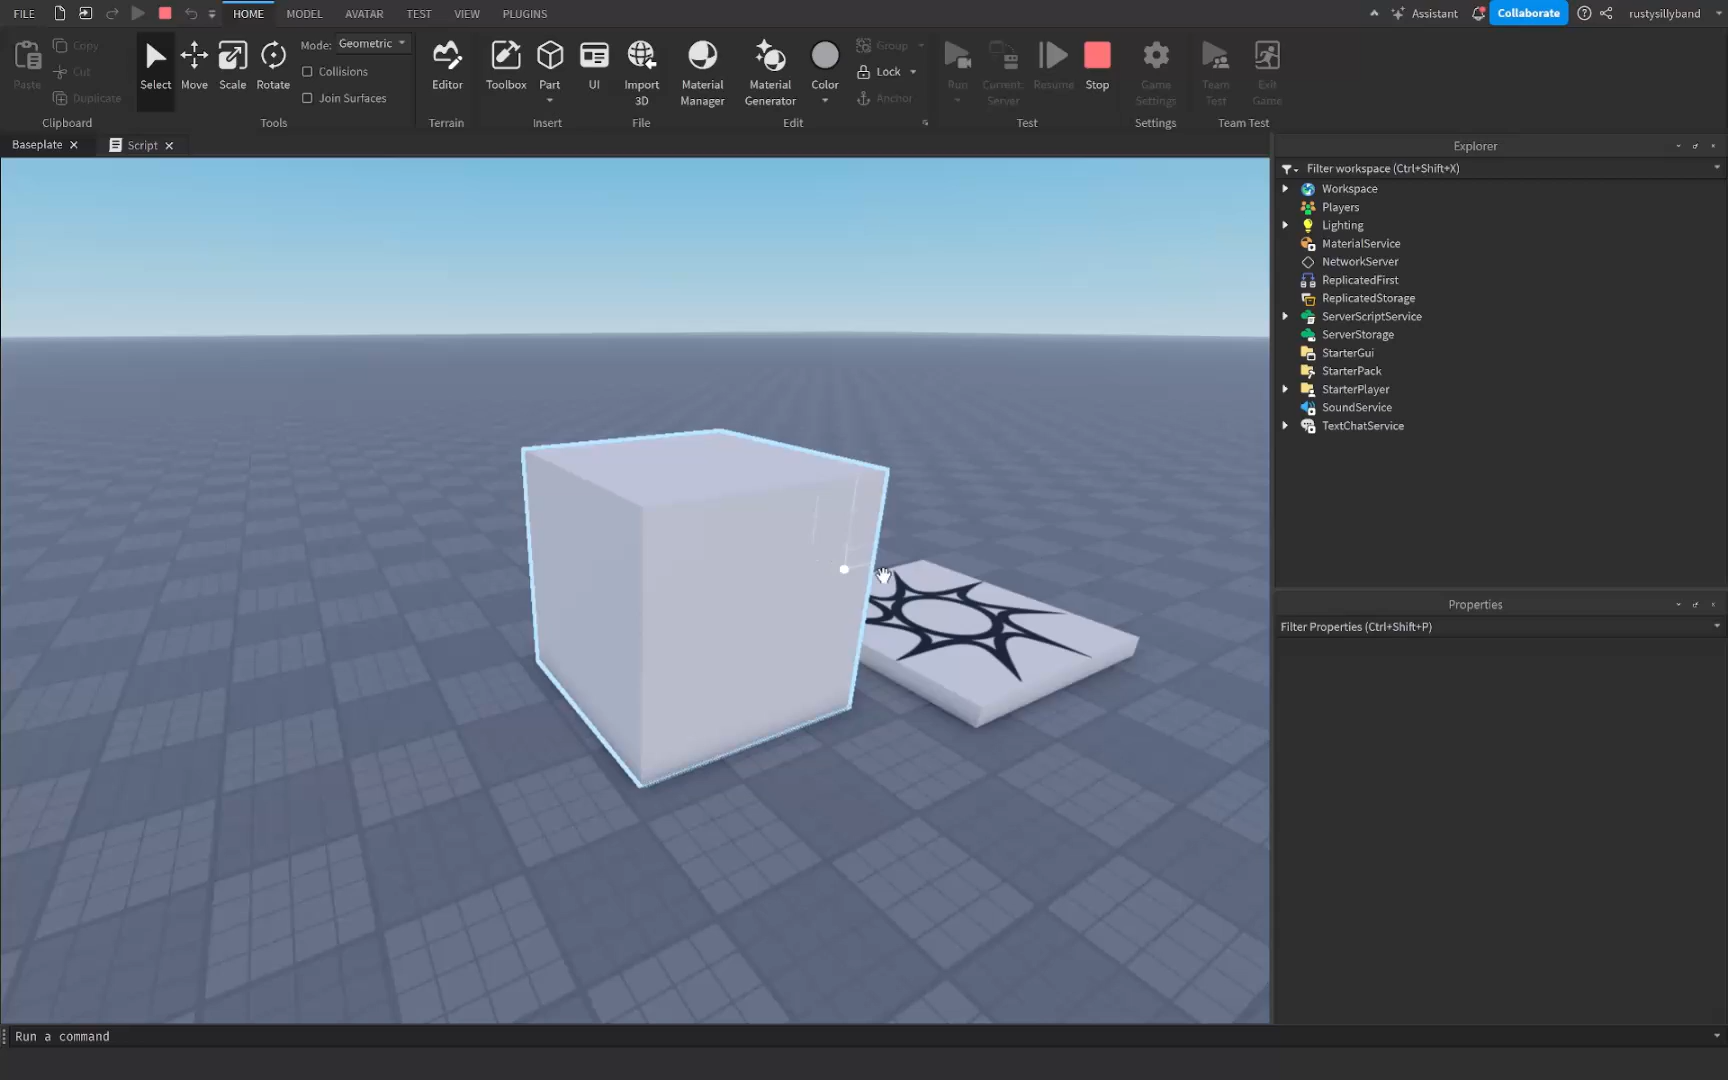 FILE HOME MODEL AVATAR TEST VIEW PLUGINS Assistant Collaborate rustysillyband
Paste Copy Cut Duplicate Clipboard
Select Move Scale Rotate Mode: Geometric Collisions Join Surfaces Tools
Editor Terrain
Toolbox Part UI Insert
Import 3D File
Material Manager Material Generator Color Group Lock Anchor Edit
Run Current Server Resume Stop Test
Game Settings Settings
Team Test Exit Game Team Test
Baseplate Script
Explorer
Filter workspace (Ctrl+Shift+X)
Workspace
Players
Lighting
MaterialService
NetworkServer
ReplicatedFirst
ReplicatedStorage
ServerScriptService
ServerStorage
StarterGui
StarterPack
StarterPlayer
SoundService
TextChatService
Properties
Filter Properties (Ctrl+Shift+P)
Run a command